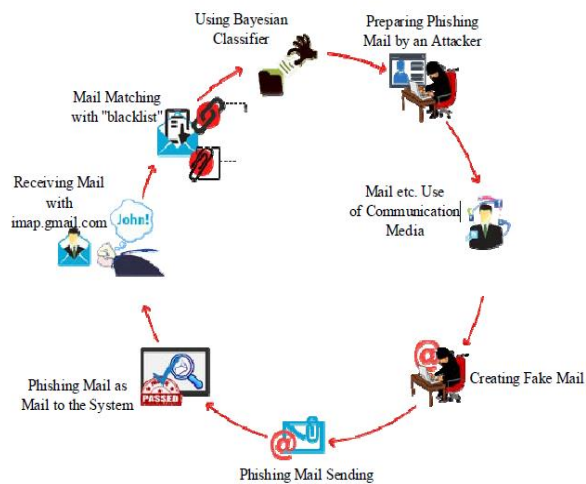 Using Bayesian
Classifier
Preparing Phishing
Mail by an Attacker
Mail Matching
with "blacklist"
Receiving Mail
with
imap.gmail.com
John!
Mail etc. Use
of Communication
Media
Phishing Mail as
Mail to the System
PASSED
Creating Fake Mail
Phishing Mail Sending